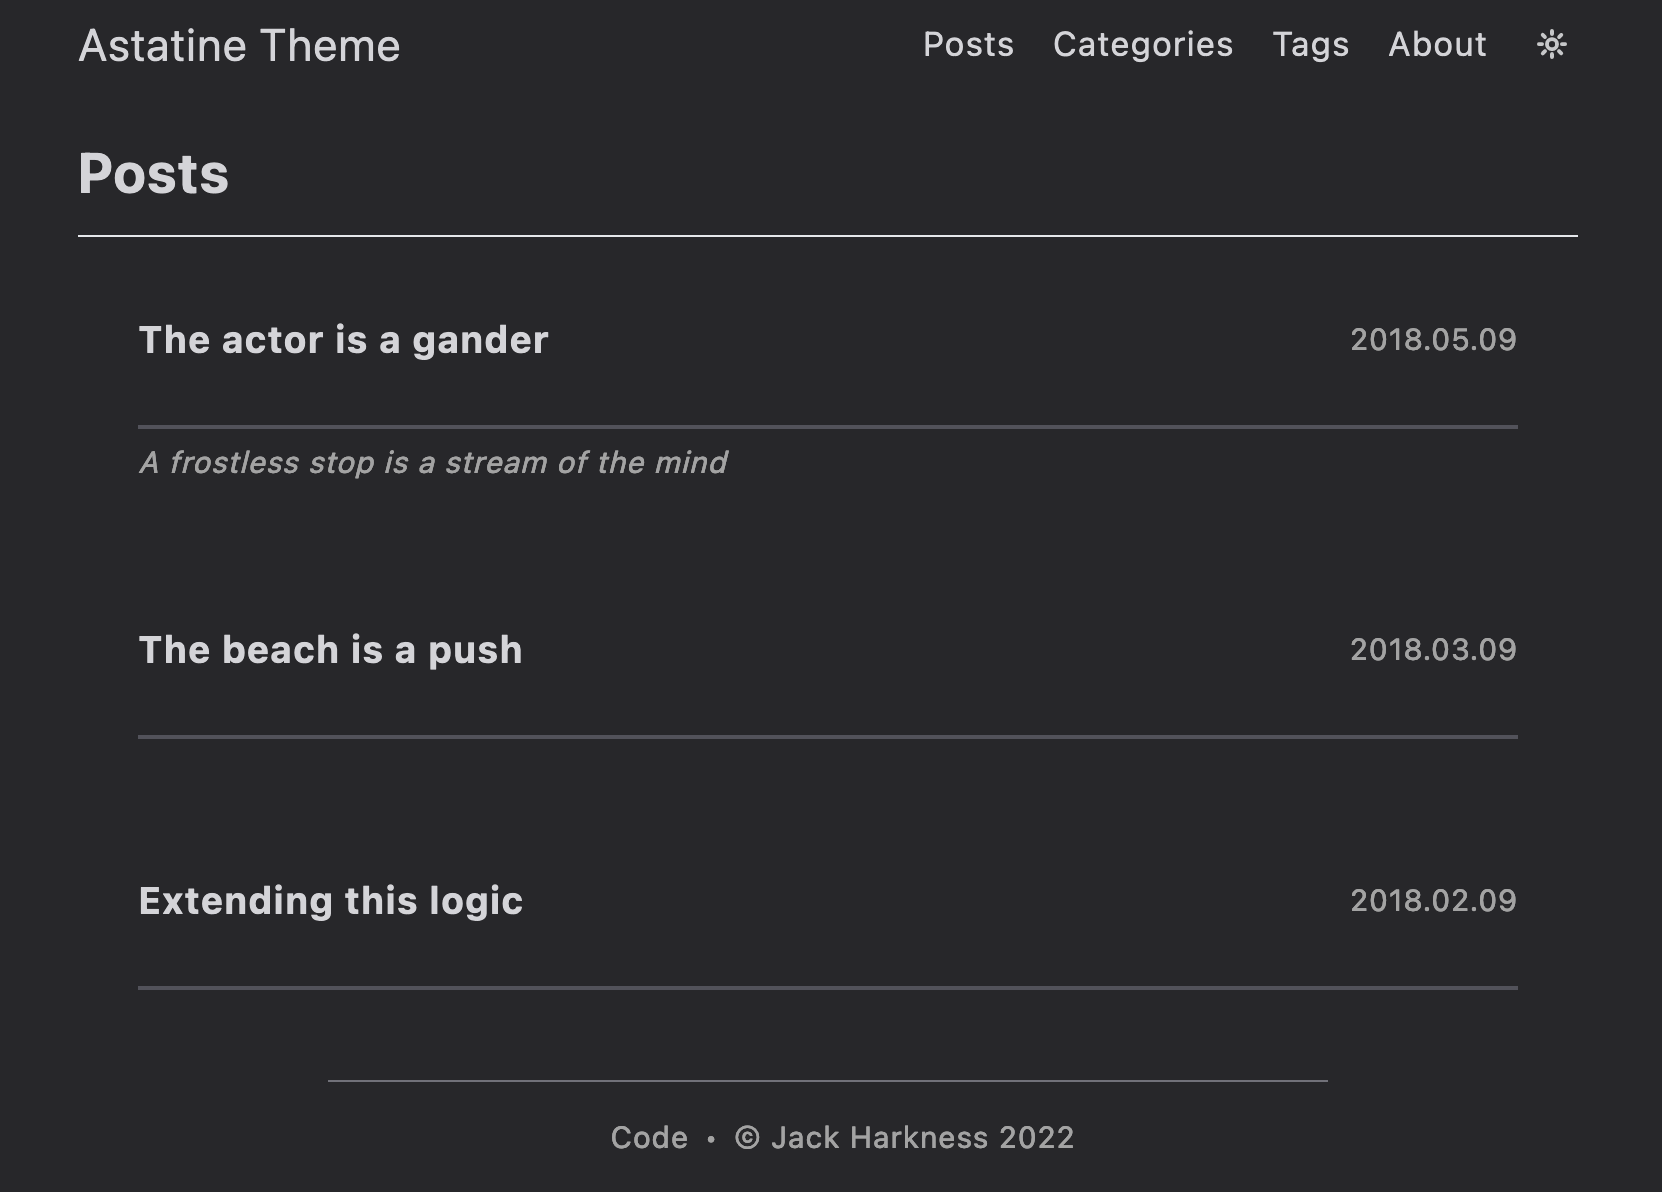 Astatine Theme
Posts Categories Tags About
Posts
The actor is a gander 2018.05.09
A frostless stop is a stream of the mind
The beach is a push 2018.03.09
Extending this logic 2018.02.09
Code • © Jack Harkness 2022